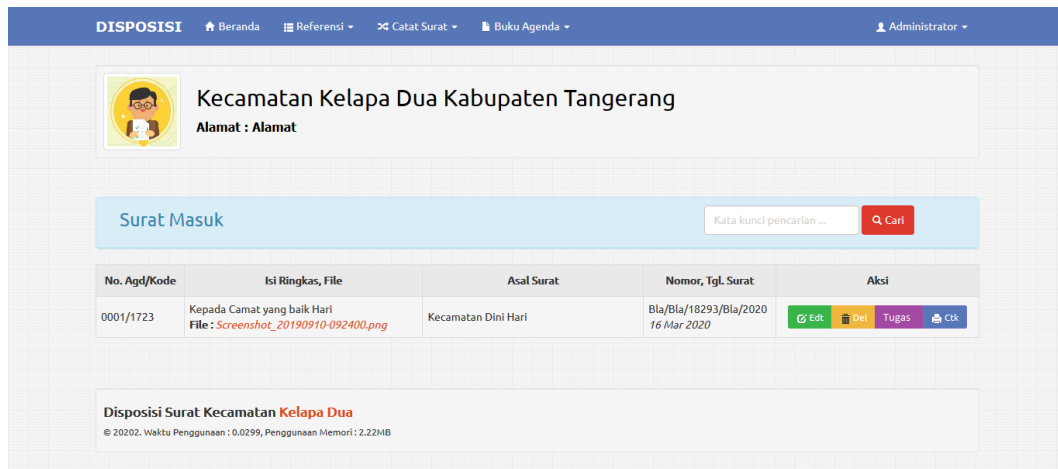 DISPOSISI Beranda Referensi Catat Surat Buku Agenda Administrator
Kecamatan Kelapa Dua Kabupaten Tangerang
Alamat : Alamat
Surat Masuk Kata kunci pencarian ... Cari
No. Agd/Kode Isi Ringkas, File Asal Surat Nomor, Tgl. Surat Aksi
0001/1723 Kepada Camat yang baik Hari Kecamatan Dini Hari Bla/Bla/18293/Bla/2020 Edt Del Tugas Ctk
File : Screenshot_20190910-092400.png 16 Mar 2020
Disposisi Surat Kecamatan Kelapa Dua
© 20202. Waktu Penggunaan : 0.0299, Penggunaan Memori : 2.22MB